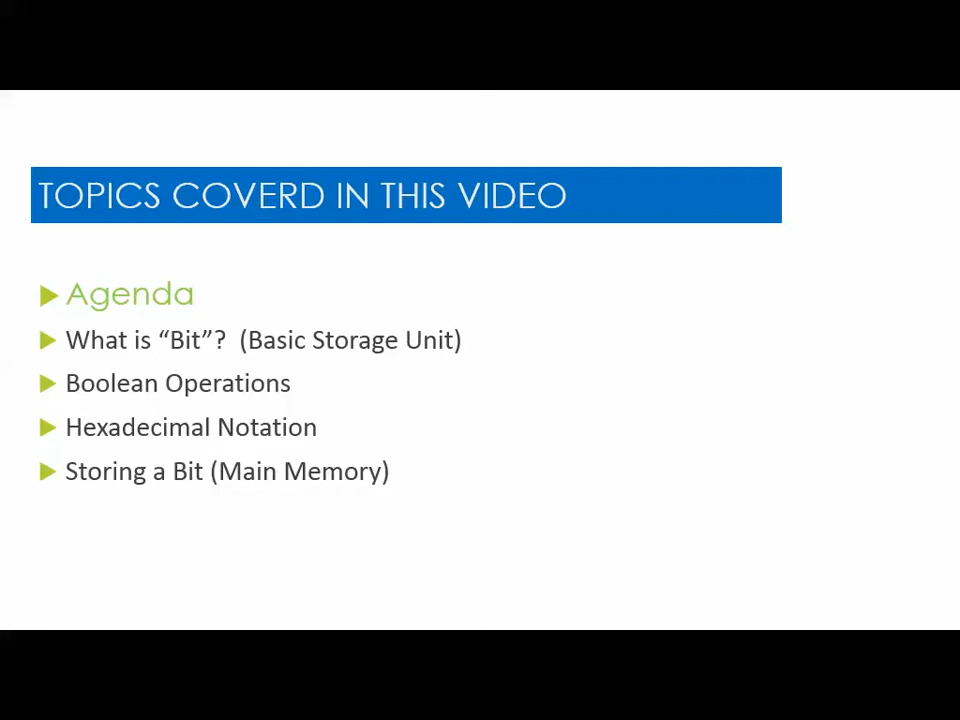 TOPICS COVERD IN THIS VIDEO
Agenda
What is “Bit”? (Basic Storage Unit)
Boolean Operations
Hexadecimal Notation
Storing a Bit (Main Memory)